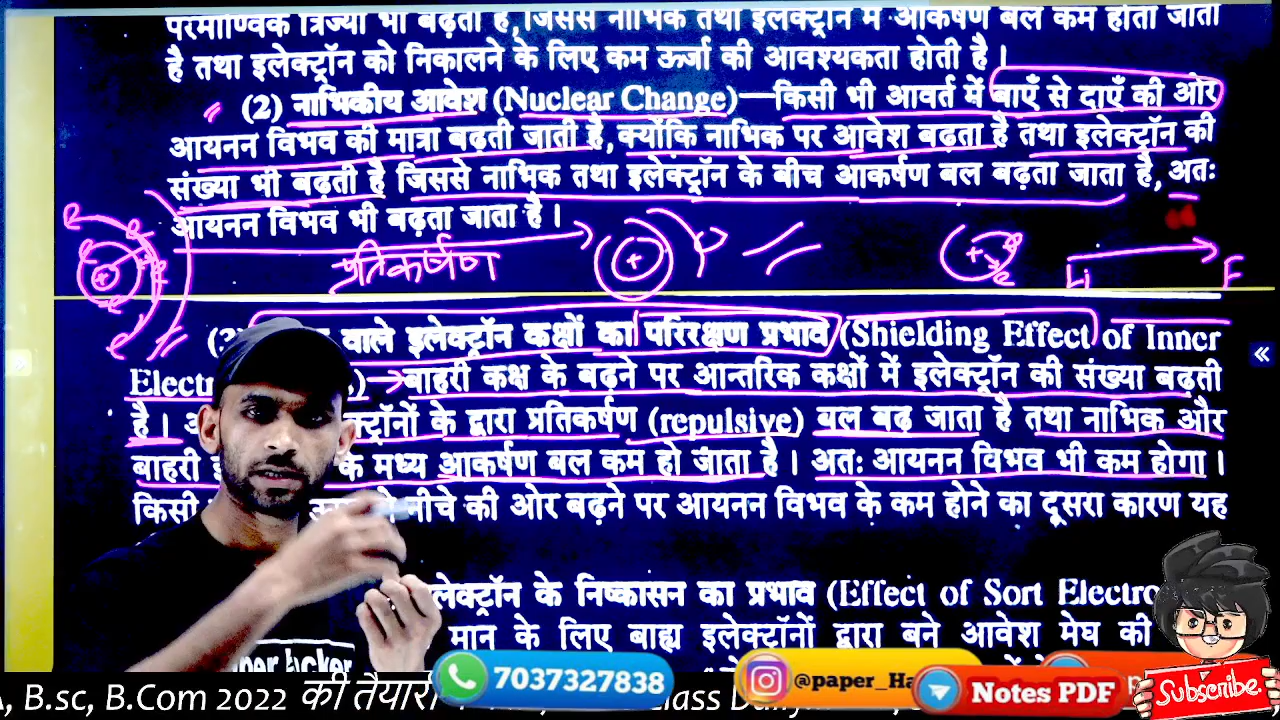 परमाण्विक त्रिज्या भी बढ़ता है, जिससे नाभिक तथा इलेक्ट्रॉन में आकर्षण बल कम होता जाता
है तथा इलेक्ट्रॉन को निकालने के लिए कम ऊर्जा की आवश्यकता होती है।
(2) नाभिकीय आवेश (Nuclear Change)—किसी भी आवर्त में बाएँ से दाएँ की ओर
आयनन विभव की मात्रा बढ़ती जाती है, क्योंकि नाभिक पर आवेश बढ़ता है तथा इलेक्ट्रॉन की
संख्या भी बढ़ती है जिससे नाभिक तथा इलेक्ट्रॉन के बीच आकर्षण बल बढ़ता जाता है, अतः
आयनन विभव भी बढ़ता जाता है।
प्रतिकर्षण
Li F
वाले इलेक्ट्रॉन कक्षों का परिरक्षण प्रभाव (Shielding Effect of Inner
Electr )—बाहरी कक्ष के बढ़ने पर आन्तरिक कक्षों में इलेक्ट्रॉन की संख्या बढ़ती
है। के द्वारा प्रतिकर्षण (repulsive) बल बढ़ जाता है तथा नाभिक और
बाहरी के मध्य आकर्षण बल कम हो जाता है। अतः आयनन विभव भी कम होगा।
किसी नीचे की ओर बढ़ने पर आयनन विभव के कम होने का दूसरा कारण यह
लेक्ट्रॉन के निष्कासन का प्रभाव (Effect of Sort Electro
मान के लिए बाह्य इलेक्ट्रॉनों द्वारा बने आवेश मेघ की
B.sc, B.Com 2022 की तैयारी
7037327838
@paper_Ha
Notes PDF
Subscribe